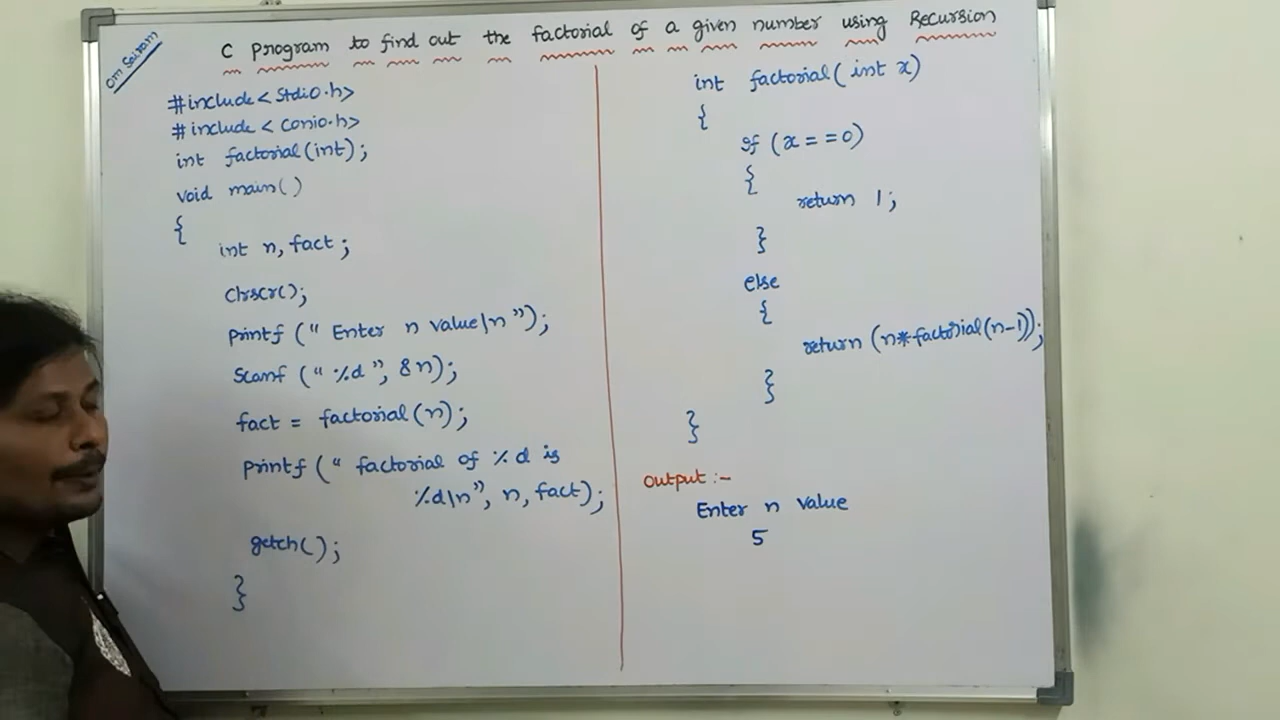 Om Sairam
C program to find out the factorial of a given number using Recursion
#include<Stdio.h>
#include<Conio.h>
int factorial(int);
void main()
{
int n, fact;
Clrscr();
printf (" Enter n value\n ");
Scanf (" %d ", &n);
fact = factorial(n);
printf (" factorial of %d is
%d\n", n, fact);
getch();
}
int factorial(int x)
{
if (x==0)
{
return 1;
}
else
{
return (n*factorial(n-1));
}
}
output :-
Enter n value
5